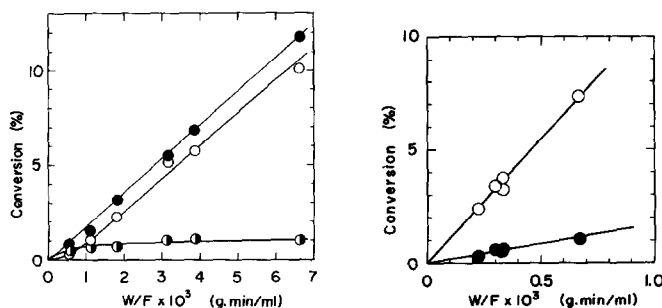 Conversion (%)
10
5
0
0 1 2 3 4 5 6 7
W/F x 10³ (g.min/ml)
Conversion (%)
10
5
0
0 0.5 1.0
W/F x 10³ (g.min/ml)